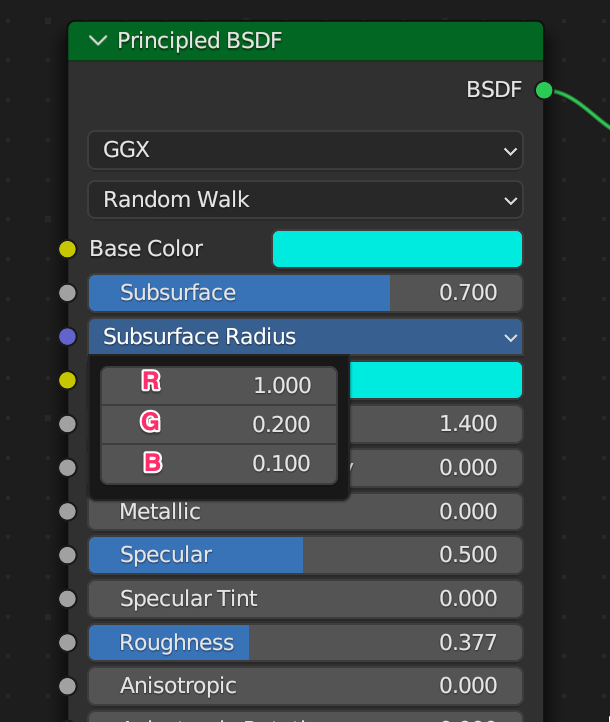 Principled BSDF
BSDF
GGX
Random Walk
Base Color
Subsurface 0.700
Subsurface Radius
R 1.000
G 0.200 1.400
B 0.100 0.000
Metallic 0.000
Specular 0.500
Specular Tint 0.000
Roughness 0.377
Anisotropic 0.000